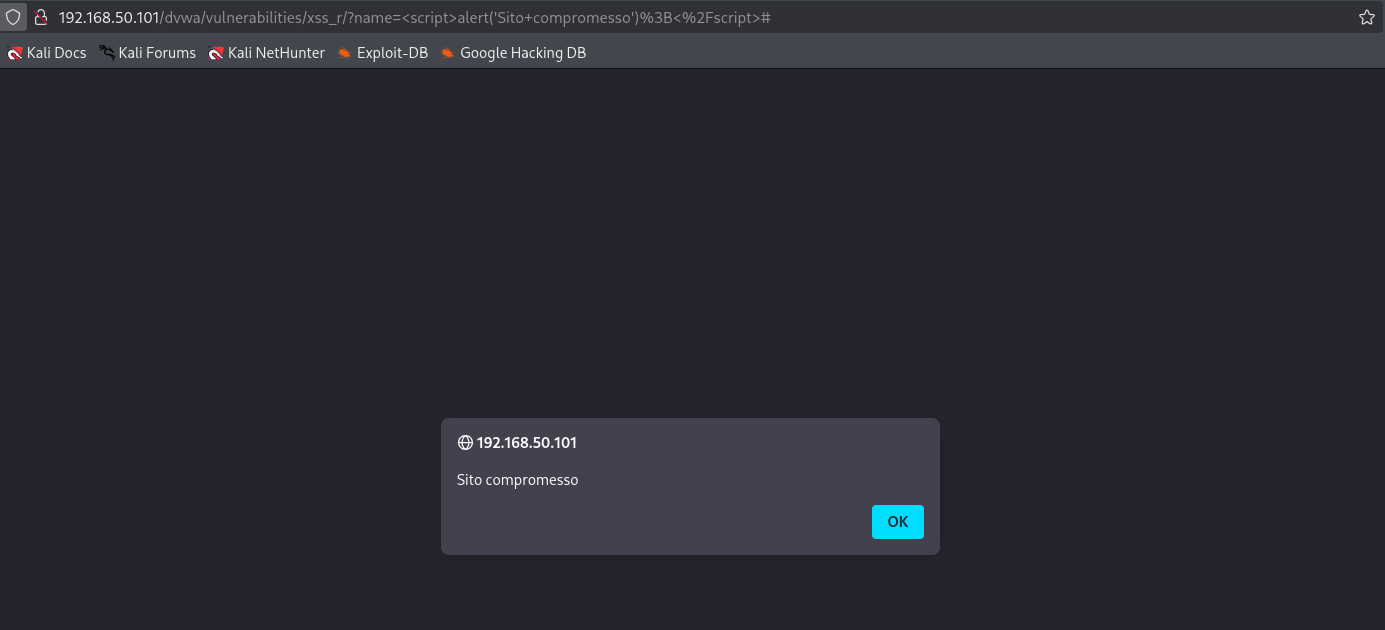 192.168.50.101/dvwa/vulnerabilities/xss_r/?name=<script>alert('Sito+compromesso')%3B<%2Fscript>#
Kali Docs Kali Forums Kali NetHunter Exploit-DB Google Hacking DB
192.168.50.101
Sito compromesso
OK